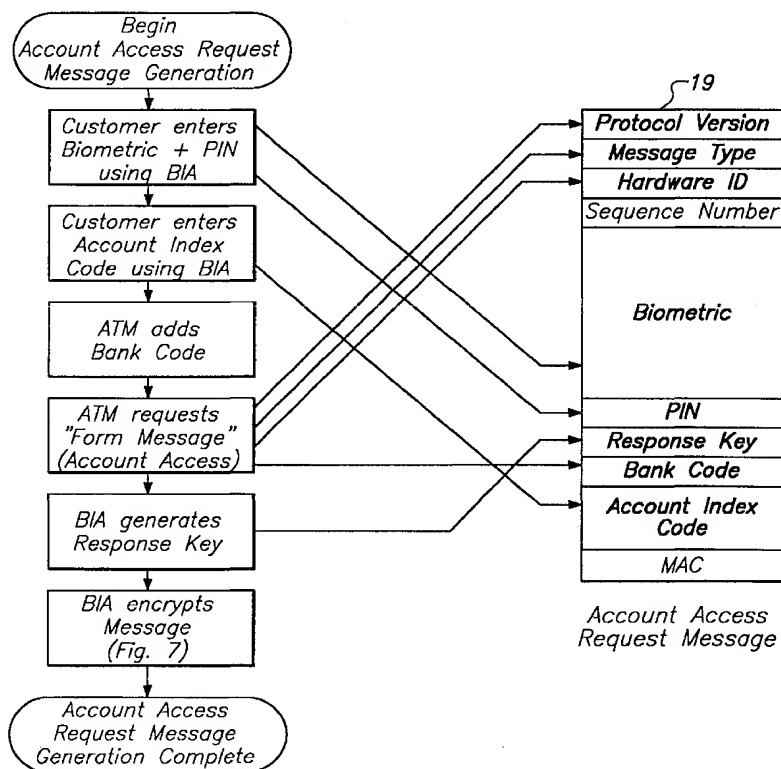 Begin
Account Access Request
Message Generation
Customer enters
Biometric + PIN
using BIA
Customer enters
Account Index
Code using BIA
ATM adds
Bank Code
ATM requests
"Form Message"
(Account Access)
BIA generates
Response Key
BIA encrypts
Message
(Fig. 7)
Account Access
Request Message
Generation Complete
19
Protocol Version
Message Type
Hardware ID
Sequence Number
Biometric
PIN
Response Key
Bank Code
Account Index
Code
MAC
Account Access
Request Message